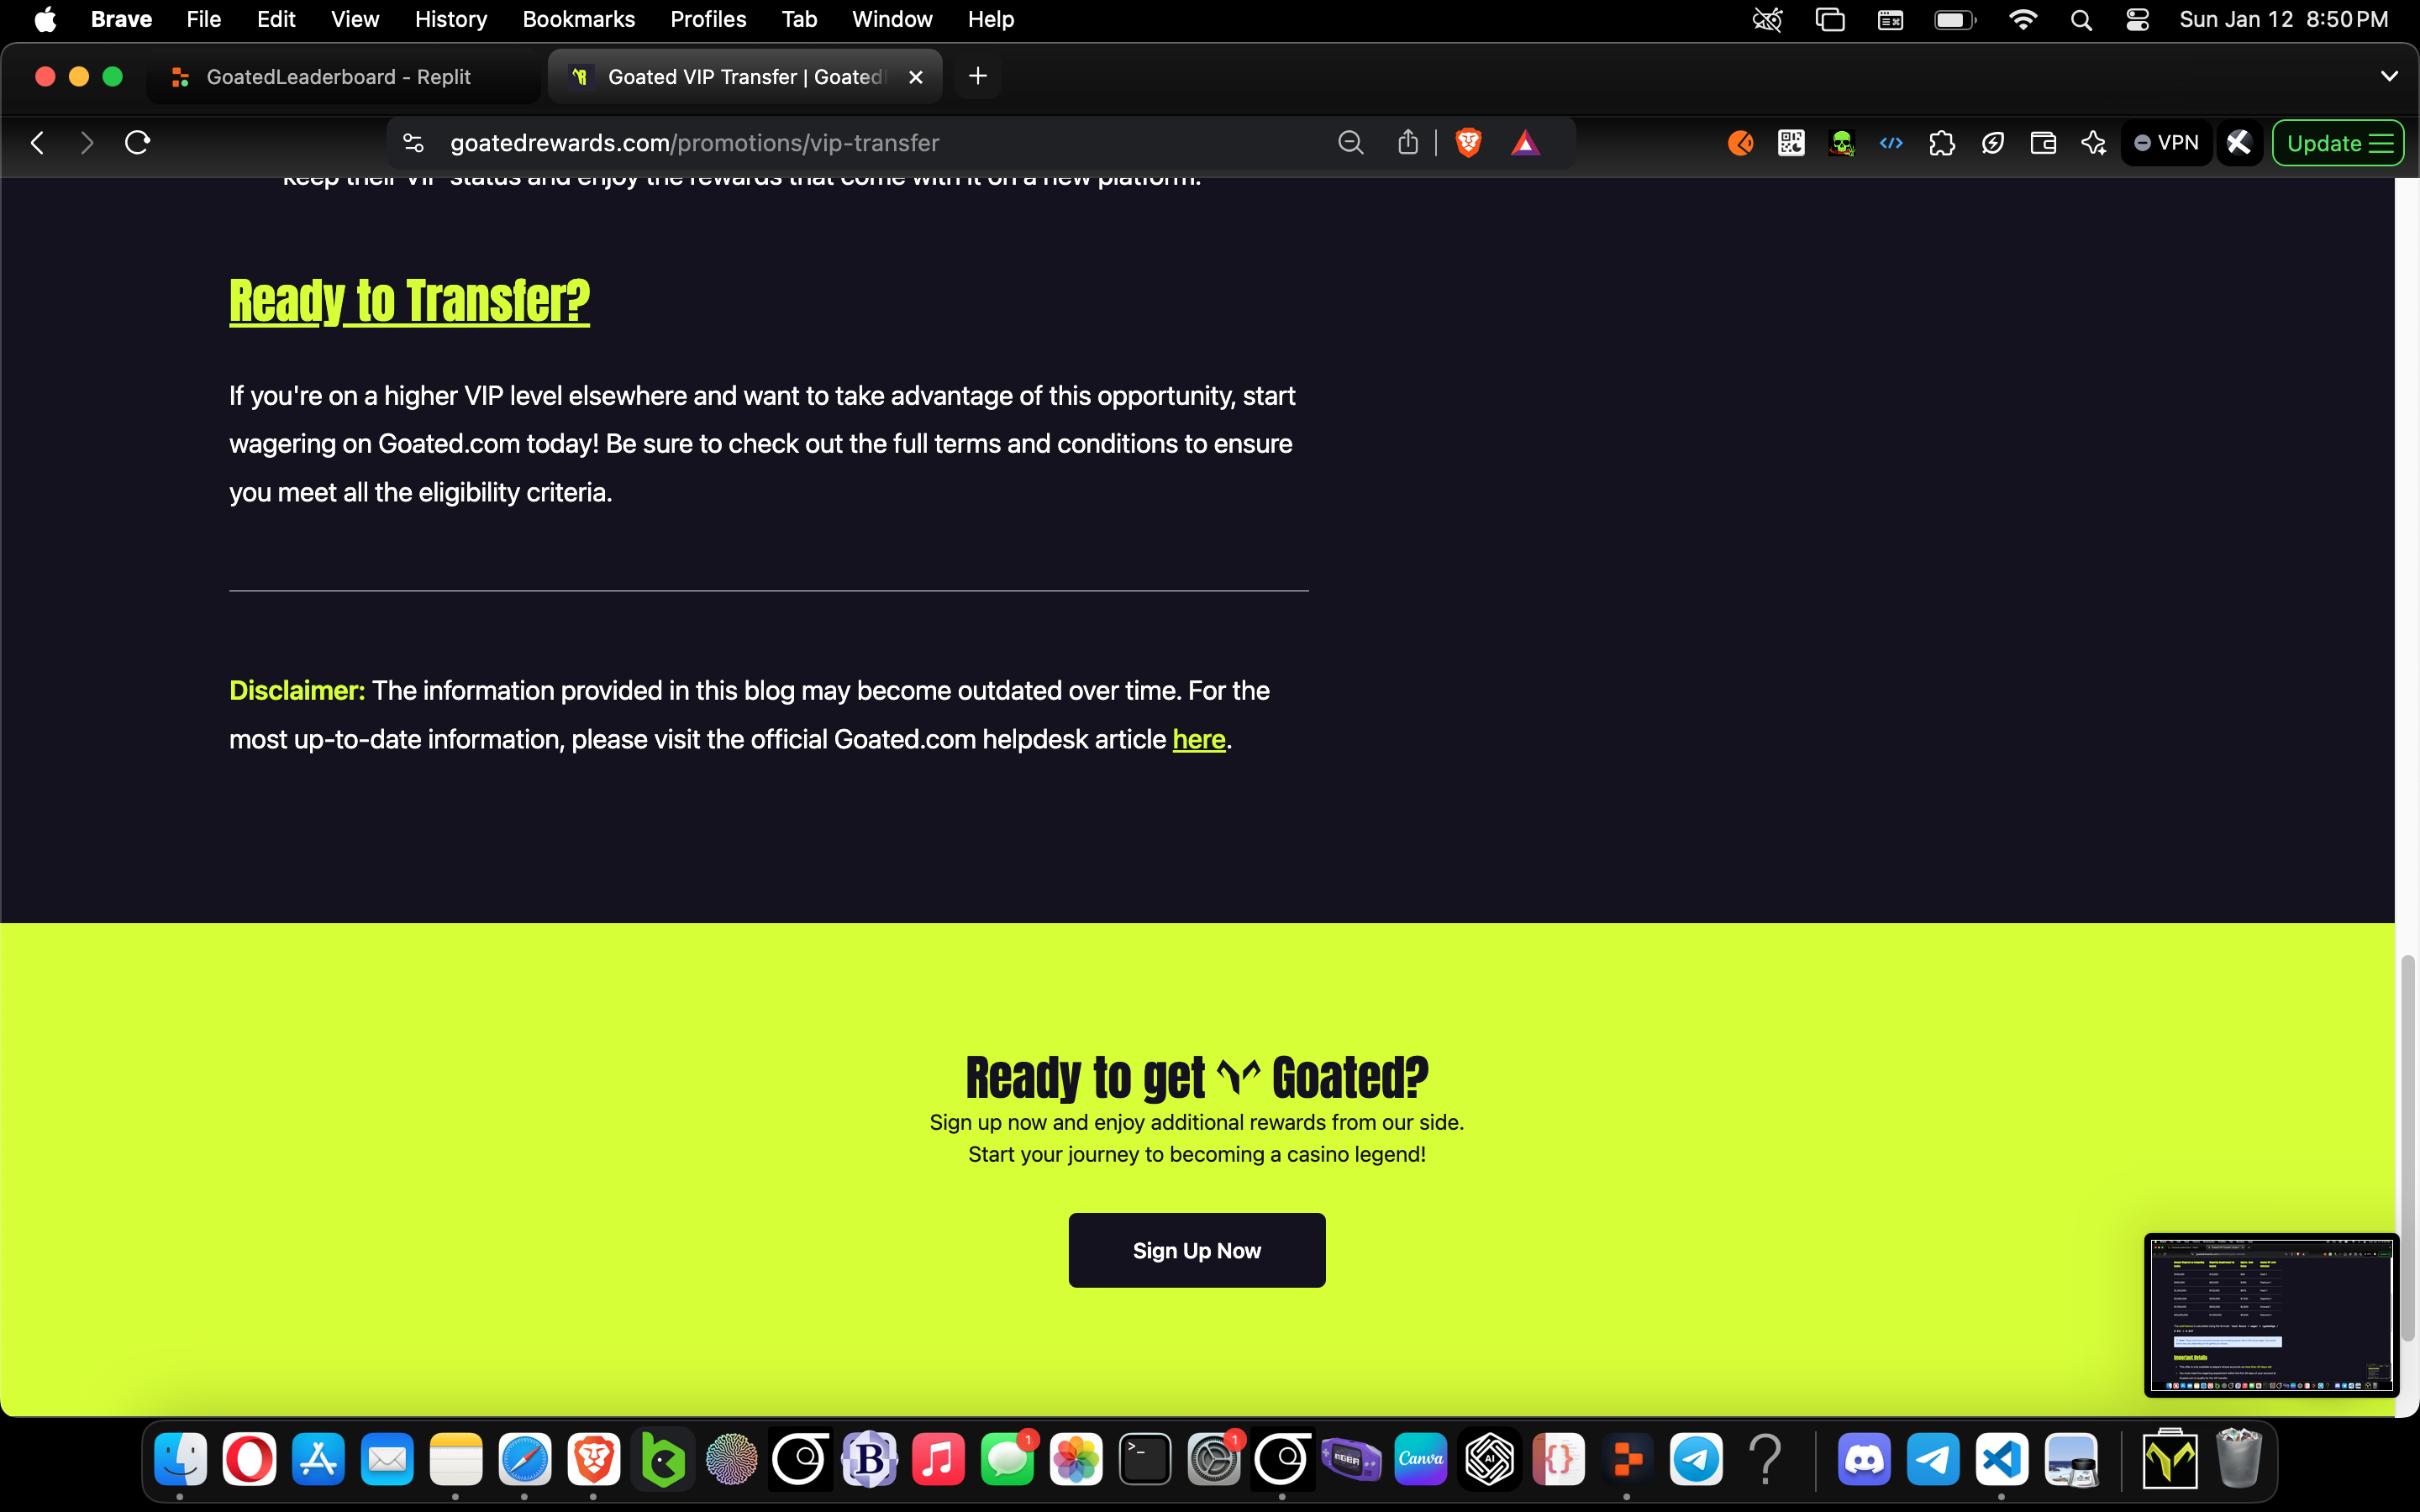 Brave File Edit View History Bookmarks Profiles Tab Window Help Sun Jan 12 8:50 PM
GoatedLeaderboard - Replit Goated VIP Transfer | Goated
goatedrewards.com/promotions/vip-transfer VPN Update
keep their VIP status and enjoy the rewards that come with it on a new platform.
Ready to Transfer?
If you're on a higher VIP level elsewhere and want to take advantage of this opportunity, start
wagering on Goated.com today! Be sure to check out the full terms and conditions to ensure
you meet all the eligibility criteria.
Disclaimer: The information provided in this blog may become outdated over time. For the
most up-to-date information, please visit the official Goated.com helpdesk article here.
Ready to get Goated?
Sign up now and enjoy additional rewards from our side.
Start your journey to becoming a casino legend!
Sign Up Now
Important Details
1 1 Canva AI